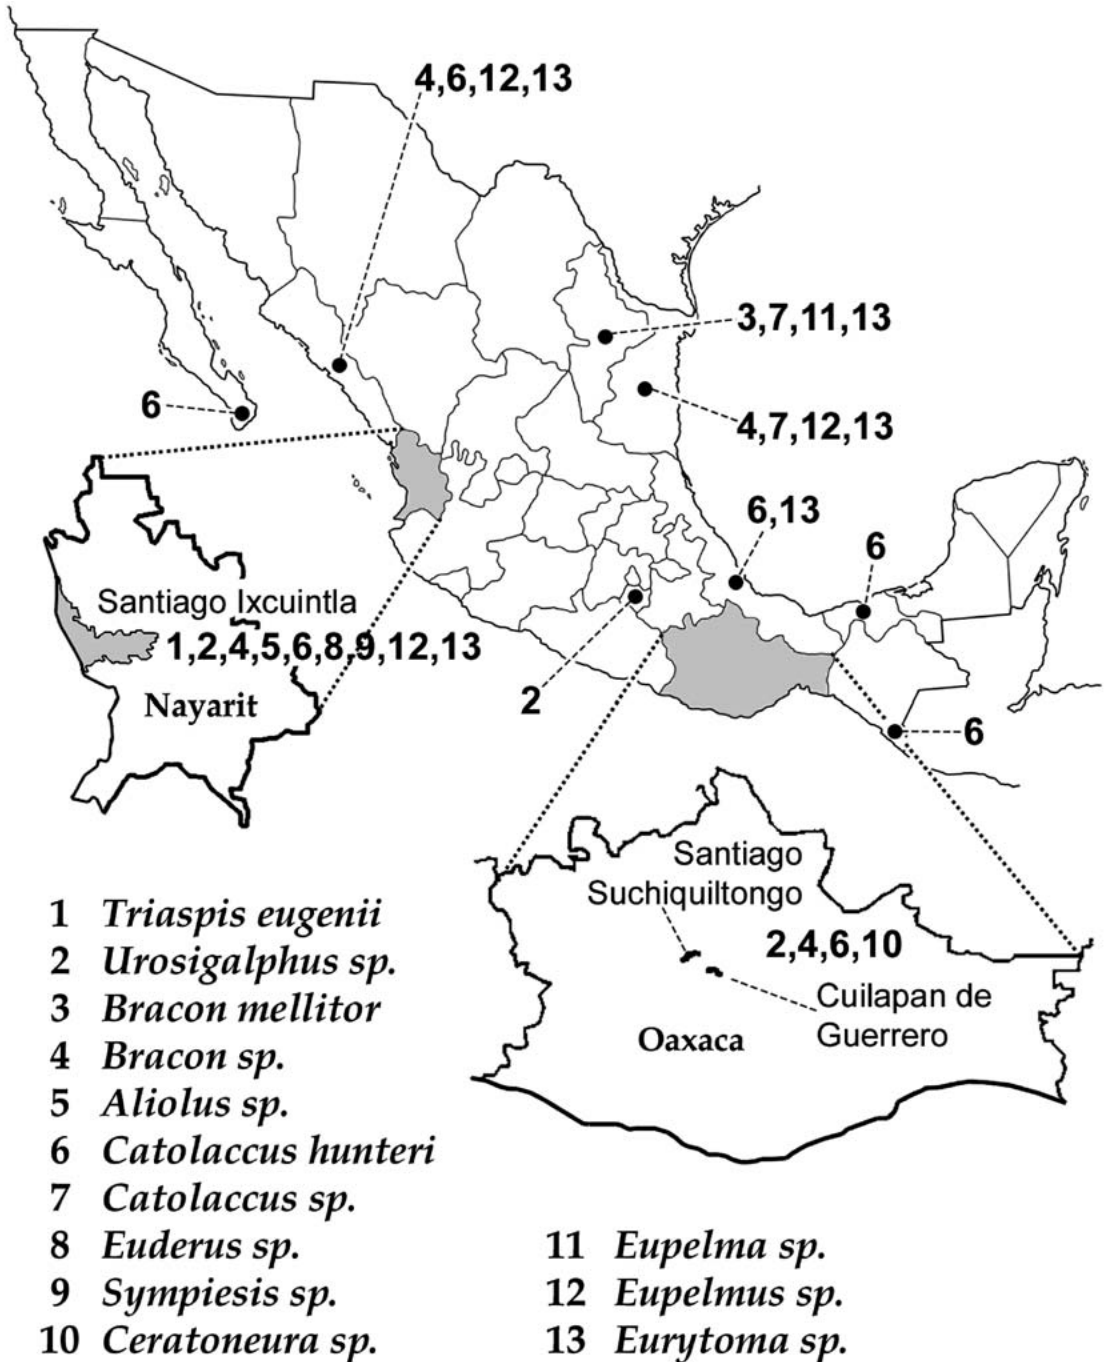 4,6,12,13
3,7,11,13
6
4,7,12,13
6,13
6
Santiago Ixcuintla
1,2,4,5,6,8,9,12,13
2
Nayarit
6
Santiago
Suchiquiltongo
2,4,6,10
Cuilapan de
Guerrero
Oaxaca
1 Triaspis eugenii
2 Urosigalphus sp.
3 Bracon mellitor
4 Bracon sp.
5 Aliolus sp.
6 Catolaccus hunteri
7 Catolaccus sp.
8 Euderus sp.
9 Sympiesis sp.
10 Ceratoneura sp.
11 Eupelma sp.
12 Eupelmus sp.
13 Eurytoma sp.